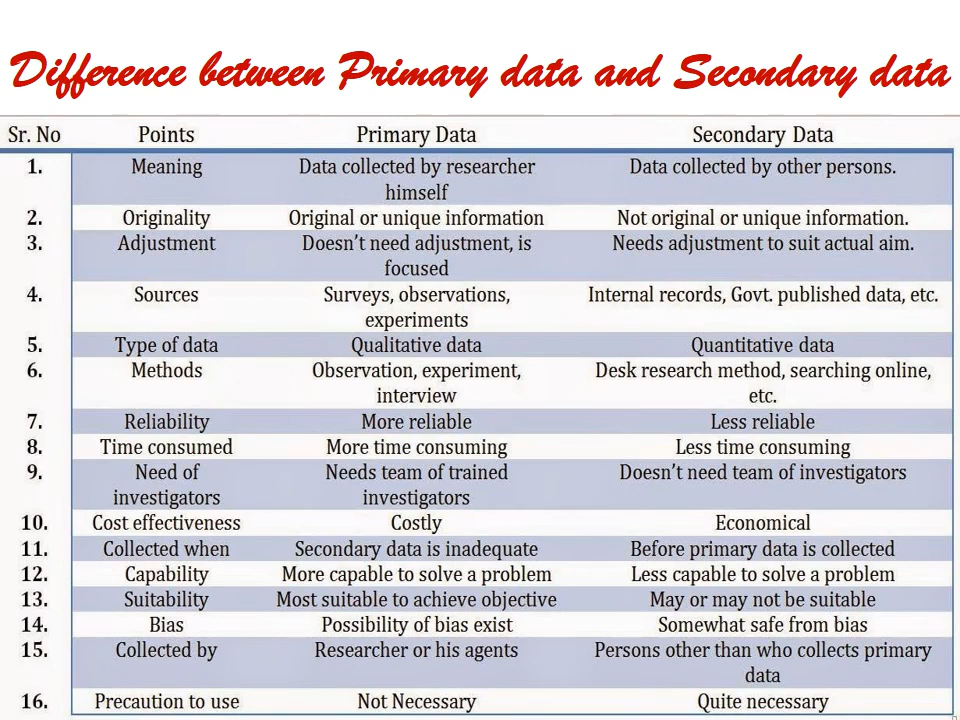 Difference between Primary data and Secondary data
Sr. No Points Primary Data Secondary Data
1. Meaning Data collected by researcher himself Data collected by other persons.
2. Originality Original or unique information Not original or unique information.
3. Adjustment Doesn't need adjustment, is focused Needs adjustment to suit actual aim.
4. Sources Surveys, observations, experiments Internal records, Govt. published data, etc.
5. Type of data Qualitative data Quantitative data
6. Methods Observation, experiment, interview Desk research method, searching online, etc.
7. Reliability More reliable Less reliable
8. Time consumed More time consuming Less time consuming
9. Need of investigators Needs team of trained investigators Doesn't need team of investigators
10. Cost effectiveness Costly Economical
11. Collected when Secondary data is inadequate Before primary data is collected
12. Capability More capable to solve a problem Less capable to solve a problem
13. Suitability Most suitable to achieve objective May or may not be suitable
14. Bias Possibility of bias exist Somewhat safe from bias
15. Collected by Researcher or his agents Persons other than who collects primary data
16. Precaution to use Not Necessary Quite necessary